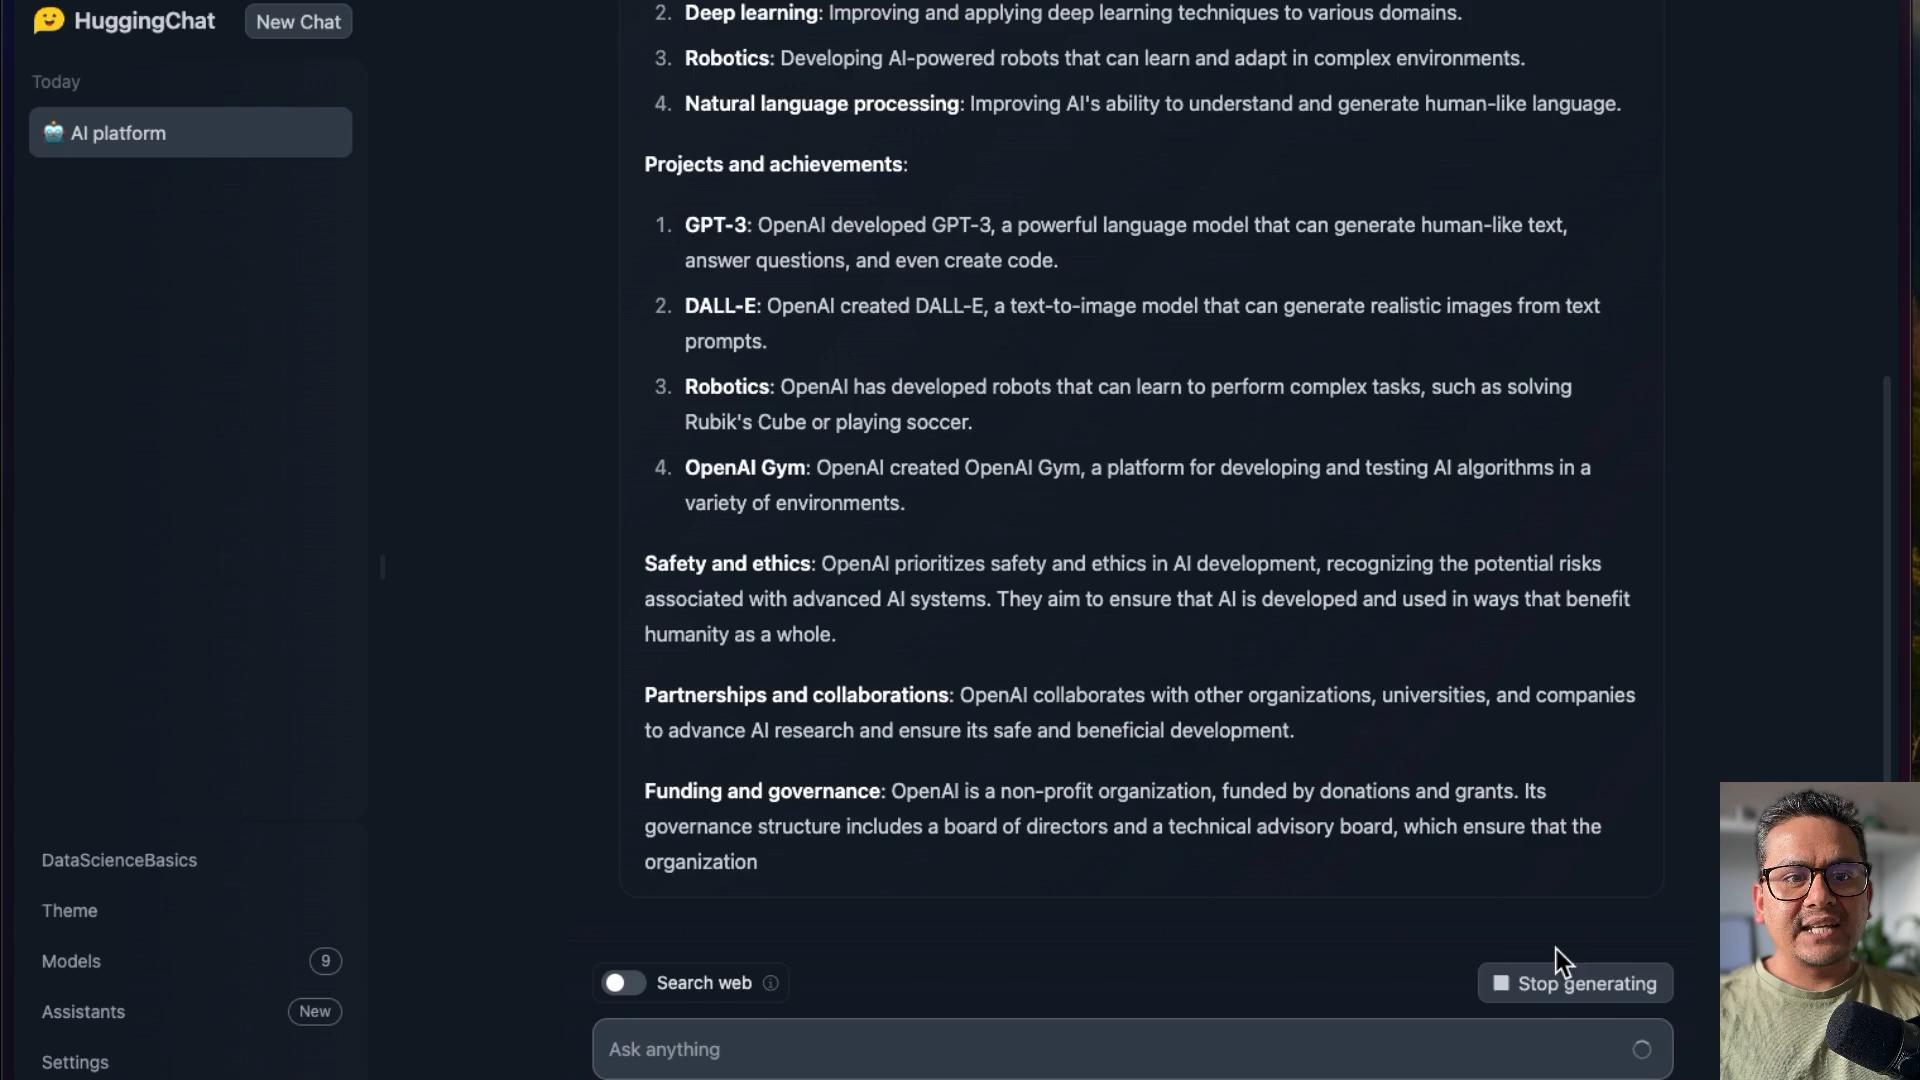 HuggingChat
New Chat
Today
AI platform
DataScienceBasics
Theme
Models 9
Assistants New
Settings
2. Deep learning: Improving and applying deep learning techniques to various domains.
3. Robotics: Developing AI-powered robots that can learn and adapt in complex environments.
4. Natural language processing: Improving AI's ability to understand and generate human-like language.
Projects and achievements:
1. GPT-3: OpenAI developed GPT-3, a powerful language model that can generate human-like text,
answer questions, and even create code.
2. DALL-E: OpenAI created DALL-E, a text-to-image model that can generate realistic images from text
prompts.
3. Robotics: OpenAI has developed robots that can learn to perform complex tasks, such as solving
Rubik's Cube or playing soccer.
4. OpenAI Gym: OpenAI created OpenAI Gym, a platform for developing and testing AI algorithms in a
variety of environments.
Safety and ethics: OpenAI prioritizes safety and ethics in AI development, recognizing the potential risks
associated with advanced AI systems. They aim to ensure that AI is developed and used in ways that benefit
humanity as a whole.
Partnerships and collaborations: OpenAI collaborates with other organizations, universities, and companies
to advance AI research and ensure its safe and beneficial development.
Funding and governance: OpenAI is a non-profit organization, funded by donations and grants. Its
governance structure includes a board of directors and a technical advisory board, which ensure that the
organization
Search web
Stop generating
Ask anything